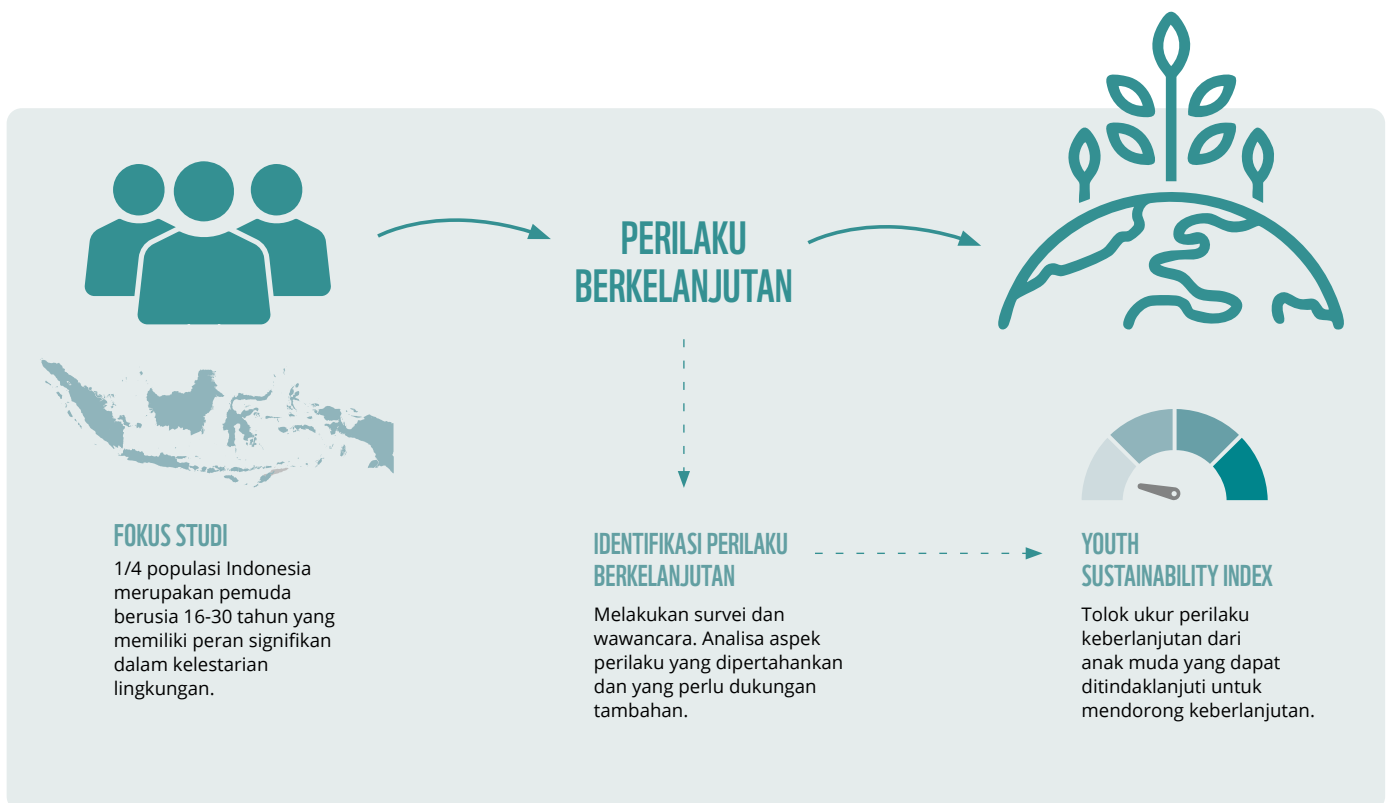 PERILAKU
BERKELANJUTAN
FOKUS STUDI
1/4 populasi Indonesia
merupakan pemuda
berusia 16-30 tahun yang
memiliki peran signifikan
dalam kelestarian
lingkungan.
IDENTIFIKASI PERILAKU
BERKELANJUTAN
Melakukan survei dan
wawancara. Analisa aspek
perilaku yang dipertahankan
dan yang perlu dukungan
tambahan.
YOUTH
SUSTAINABILITY INDEX
Tolok ukur perilaku
keberlanjutan dari
anak muda yang dapat
ditindaklanjuti untuk
mendorong keberlanjutan.